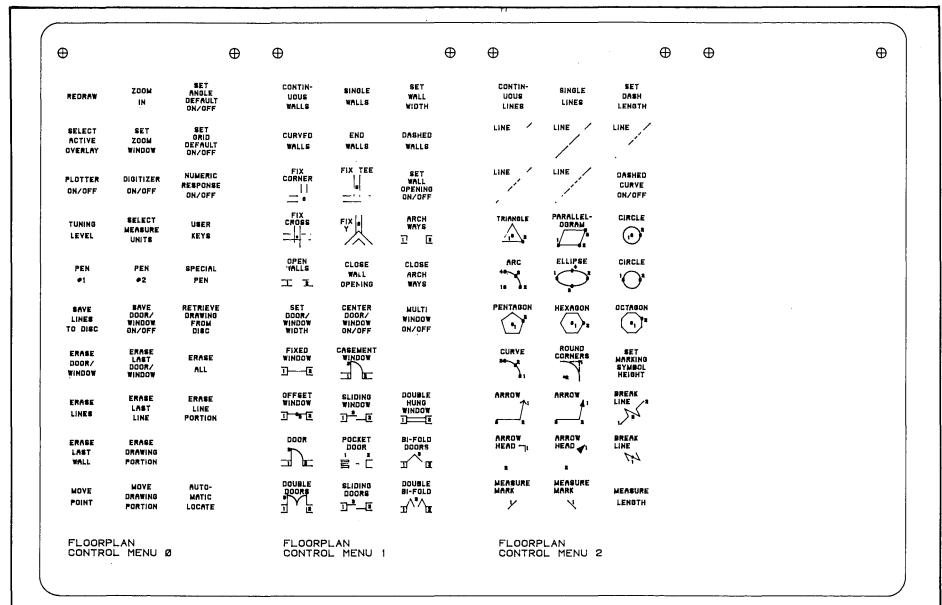 REDRAW
ZOOM
IN
SET
ANGLE
DEFAULT
ON/OFF
SELECT
ACTIVE
OVERLAY
SET
ZOOM
WINDOW
SET
GRID
DEFAULT
ON/OFF
PLOTTER
ON/OFF
DIGITIZER
ON/OFF
NUMERIC
RESPONSE
ON/OFF
TUNING
LEVEL
SELECT
MEASURE
UNITS
USER
KEYS
PEN
#1
PEN
#2
SPECIAL
PEN
SAVE
LINES
TO DISC
SAVE
DOOR/
WINDOW
ON/OFF
RETRIEVE
DRAWING
FROM
DISC
ERASE
DOOR/
WINDOW
ERASE
LAST
DOOR/
WINDOW
ERASE
ALL
ERASE
LINES
ERASE
LAST
LINE
ERASE
LINE
PORTION
ERASE
LAST
WALL
ERASE
DRAWING
PORTION
MOVE
POINT
MOVE
DRAWING
PORTION
AUTO-
MATIC
LOCATE
FLOORPLAN
CONTROL MENU Ø
CONTIN-
UOUS
WALLS
SINGLE
WALLS
SET
WALL
WIDTH
CURVED
WALLS
END
WALLS
DASHED
WALLS
FIX
CORNER
FIX TEE
SET
WALL
OPENING
ON/OFF
FIX
CROSS
FIX
Y
ARCH
WAYS
OPEN
WALLS
CLOSE
WALL
OPENING
CLOSE
ARCH
WAYS
SET
DOOR/
WINDOW
WIDTH
CENTER
DOOR/
WINDOW
ON/OFF
MULTI
WINDOW
ON/OFF
FIXED
WINDOW
CASEMENT
WINDOW
OFFSET
WINDOW
SLIDING
WINDOW
DOUBLE
HUNG
WINDOW
DOOR
POCKET
DOOR
BI-FOLD
DOORS
DOUBLE
DOORS
SLIDING
DOORS
DOUBLE
BI-FOLD
FLOORPLAN
CONTROL MENU 1
CONTIN-
UOUS
LINES
SINGLE
LINES
SET
DASH
LENGTH
LINE
LINE
LINE
LINE
LINE
DASHED
CURVE
ON/OFF
TRIANGLE
PARALLEL-
OGRAM
CIRCLE
ARC
ELLIPSE
CIRCLE
PENTAGON
HEXAGON
OCTAGON
CURVE
ROUND
CORNERS
SET
MARKING
SYMBOL
HEIGHT
ARROW
ARROW
BREAK
LINE
ARROW
HEAD
ARROW
HEAD
BREAK
LINE
MEASURE
MARK
MEASURE
MARK
MEASURE
LENGTH
FLOORPLAN
CONTROL MENU 2